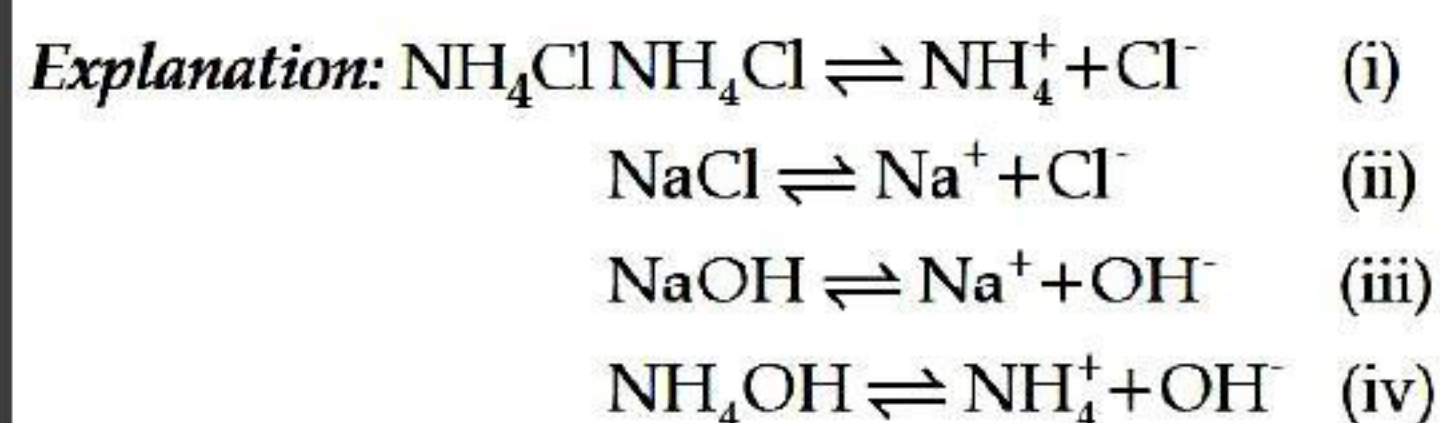 Explanation: NH₄Cl NH₄Cl ⇌ NH₄⁺+Cl⁻ (i)
NaCl ⇌ Na⁺+Cl⁻ (ii)
NaOH ⇌ Na⁺+OH⁻ (iii)
NH₄OH ⇌ NH₄⁺+OH⁻ (iv)